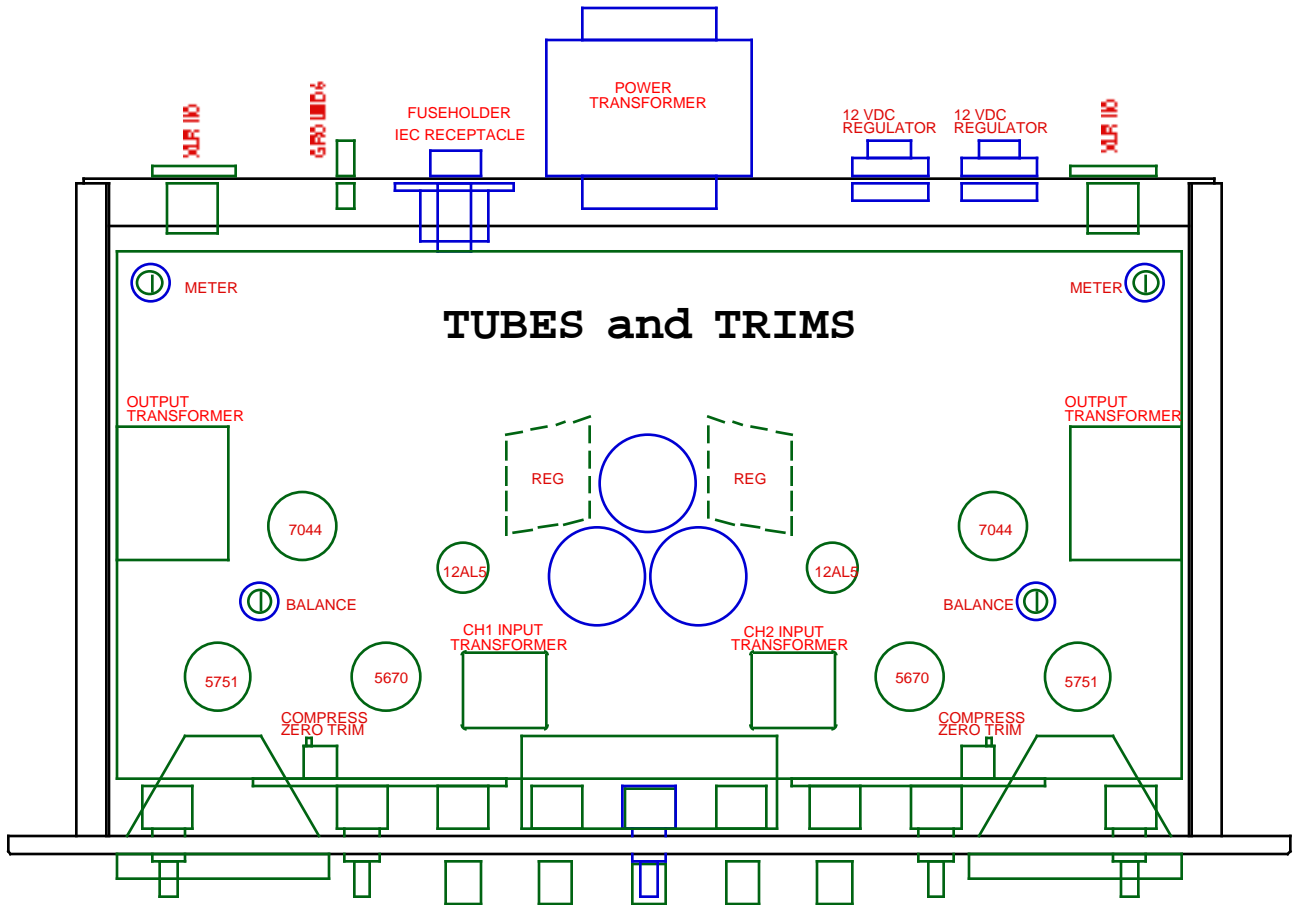 XLR I/O
GROUNDS
FUSEHOLDER
IEC RECEPTACLE
POWER
TRANSFORMER
12 VDC
REGULATOR
12 VDC
REGULATOR
XLR I/O
METER
METER
TUBES and TRIMS
OUTPUT
TRANSFORMER
OUTPUT
TRANSFORMER
REG
REG
7044
7044
12AL5
12AL5
BALANCE
BALANCE
CH1 INPUT
TRANSFORMER
CH2 INPUT
TRANSFORMER
5751
5670
5670
5751
COMPRESS
ZERO TRIM
COMPRESS
ZERO TRIM